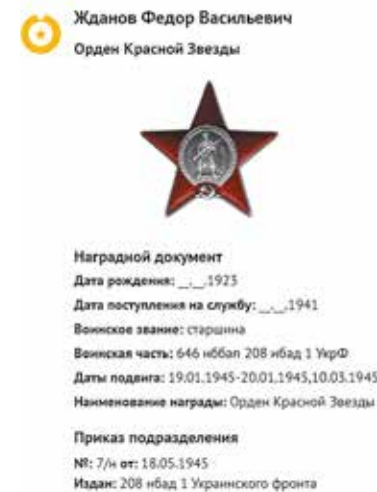 Жданов Федор Васильевич
Орден Красной Звезды
Наградной документ
Дата рождения: __.__.1923
Дата поступления на службу: __.__.1941
Воинское звание: старшина
Воинская часть: 646 нббап 208 нбад 1 УкрФ
Даты подвига: 19.01.1945-20.01.1945,10.03.1945
Наименование награды: Орден Красной Звезды
Приказ подразделения
№: 7/н от: 18.05.1945
Издан: 208 нбад 1 Украинского фронта